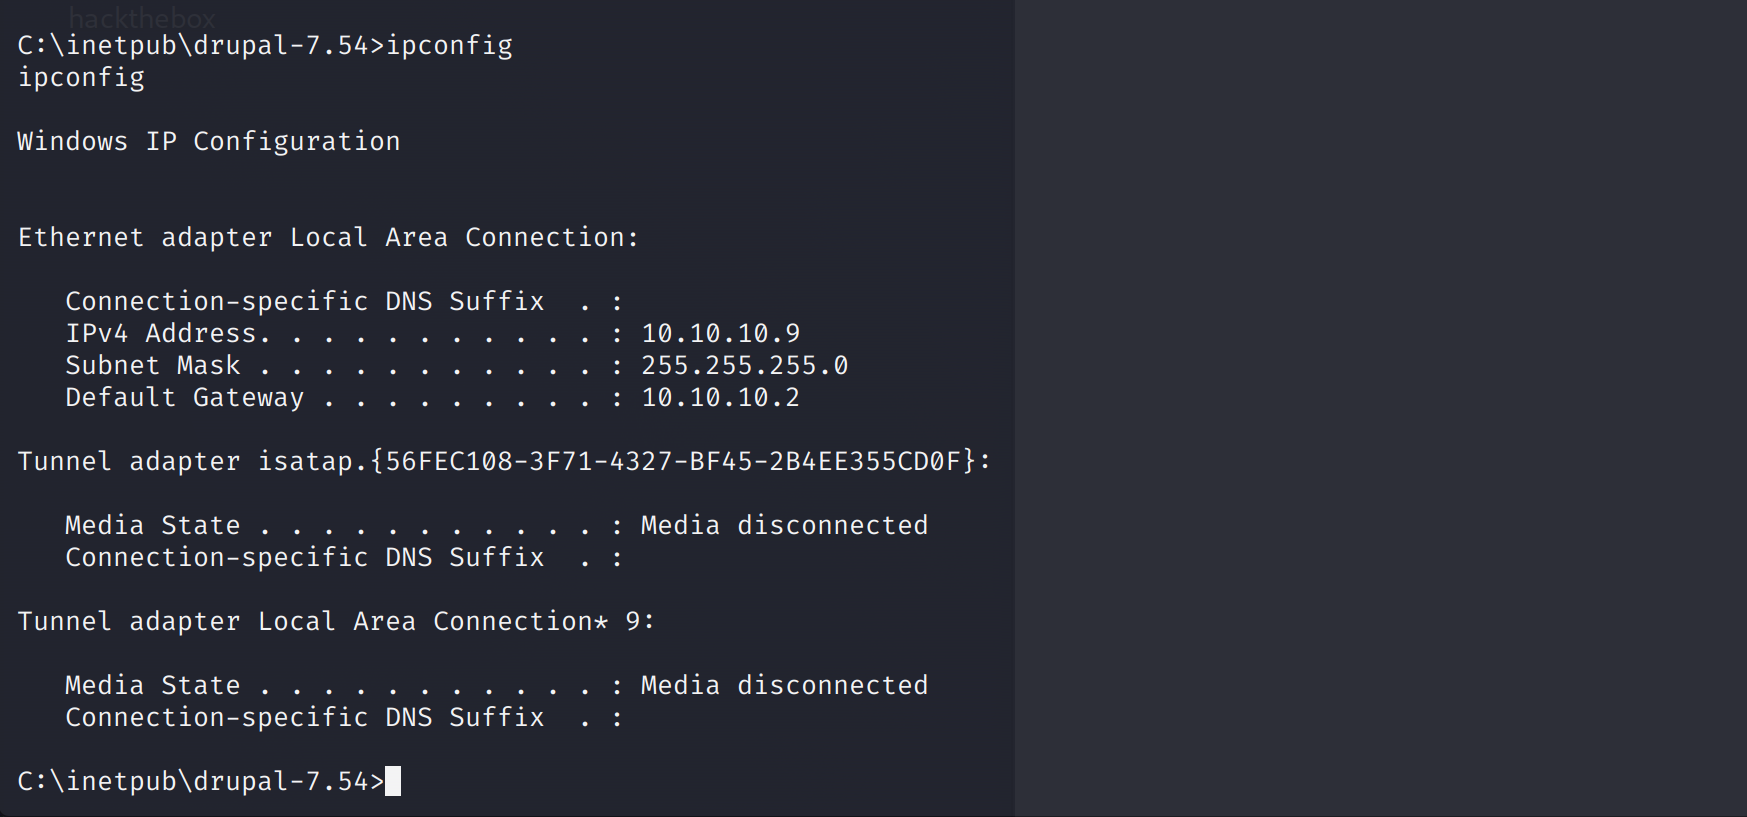 hackthebox
C:\inetpub\drupal-7.54>ipconfig
ipconfig
Windows IP Configuration
Ethernet adapter Local Area Connection:
Connection-specific DNS Suffix  . :
IPv4 Address. . . . . . . . . . . : 10.10.10.9
Subnet Mask . . . . . . . . . . . : 255.255.255.0
Default Gateway . . . . . . . . . : 10.10.10.2
Tunnel adapter isatap.{56FEC108-3F71-4327-BF45-2B4EE355CD0F}:
Media State . . . . . . . . . . . : Media disconnected
Connection-specific DNS Suffix  . :
Tunnel adapter Local Area Connection* 9:
Media State . . . . . . . . . . . : Media disconnected
Connection-specific DNS Suffix  . :
C:\inetpub\drupal-7.54>